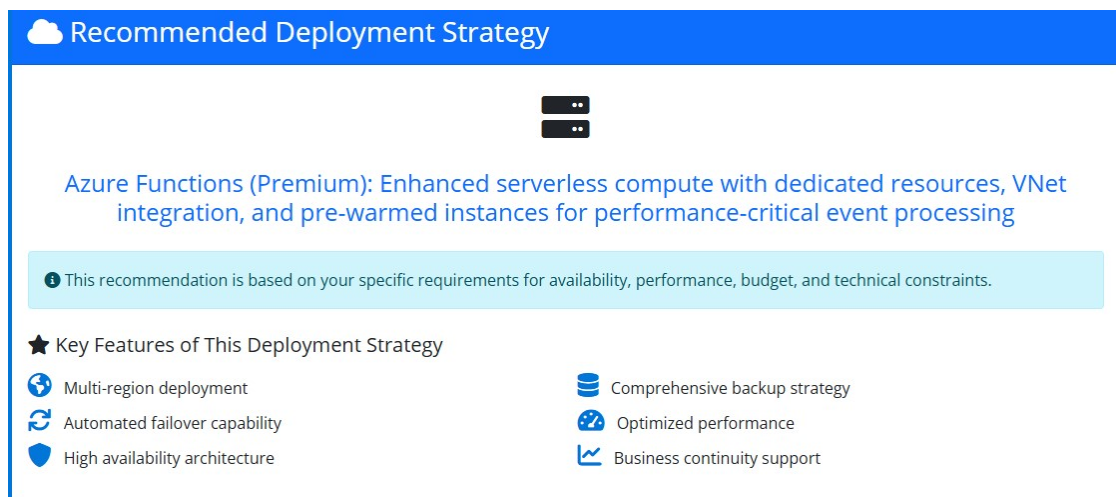 Recommended Deployment Strategy
Azure Functions (Premium): Enhanced serverless compute with dedicated resources, VNet
integration, and pre-warmed instances for performance-critical event processing
This recommendation is based on your specific requirements for availability, performance, budget, and technical constraints.
Key Features of This Deployment Strategy
Multi-region deployment
Automated failover capability
High availability architecture
Comprehensive backup strategy
Optimized performance
Business continuity support